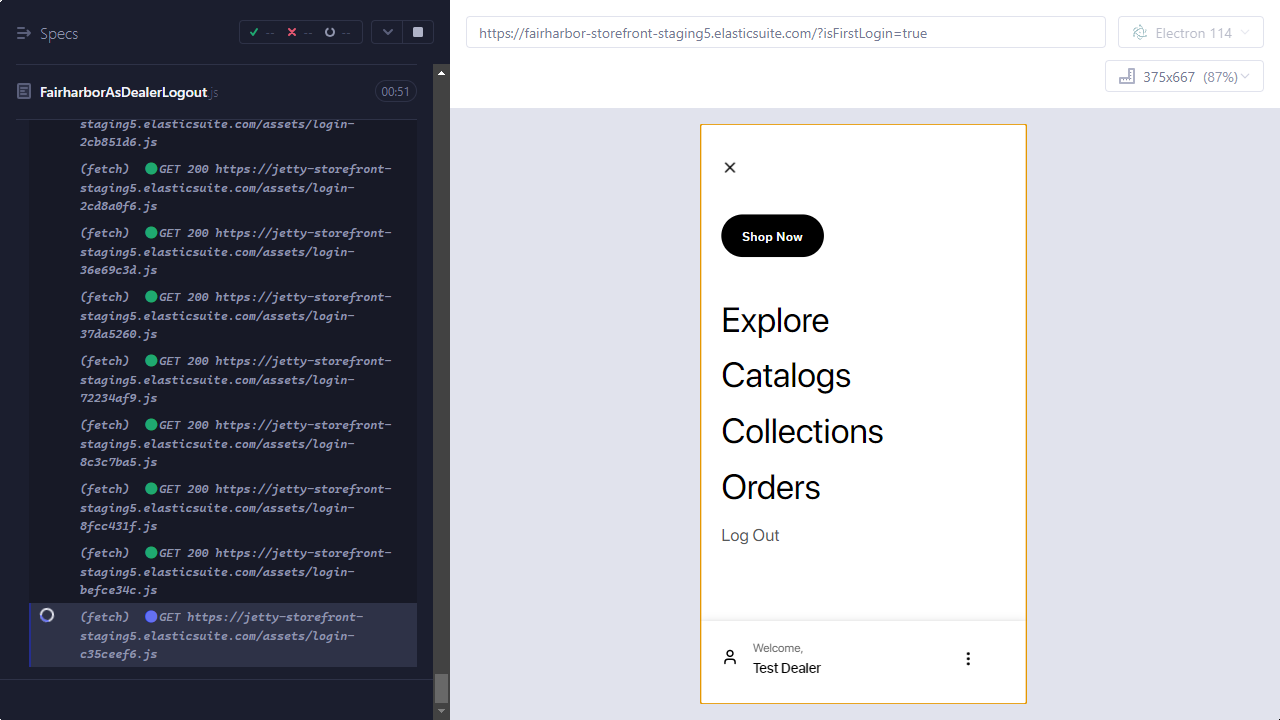 Specs
-- -- --
https://fairharbor-storefront-staging5.elasticsuite.com/?isFirstLogin=true
Electron 114
375x667 (87%)
FairharborAsDealerLogout.js
00:51
staging5.elasticsuite.com/assets/login-
2cb851d6.js
(fetch) GET 200 https://jetty-storefront-
staging5.elasticsuite.com/assets/login-
2cd8a0f6.js
(fetch) GET 200 https://jetty-storefront-
staging5.elasticsuite.com/assets/login-
36e69c3d.js
(fetch) GET 200 https://jetty-storefront-
staging5.elasticsuite.com/assets/login-
37da5260.js
(fetch) GET 200 https://jetty-storefront-
staging5.elasticsuite.com/assets/login-
72234af9.js
(fetch) GET 200 https://jetty-storefront-
staging5.elasticsuite.com/assets/login-
8c3c7ba5.js
(fetch) GET 200 https://jetty-storefront-
staging5.elasticsuite.com/assets/login-
8fcc431f.js
(fetch) GET 200 https://jetty-storefront-
staging5.elasticsuite.com/assets/login-
befce34c.js
(fetch) GET https://jetty-storefront-
staging5.elasticsuite.com/assets/login-
c35ceef6.js
Shop Now
Explore
Catalogs
Collections
Orders
Log Out
Welcome,
Test Dealer